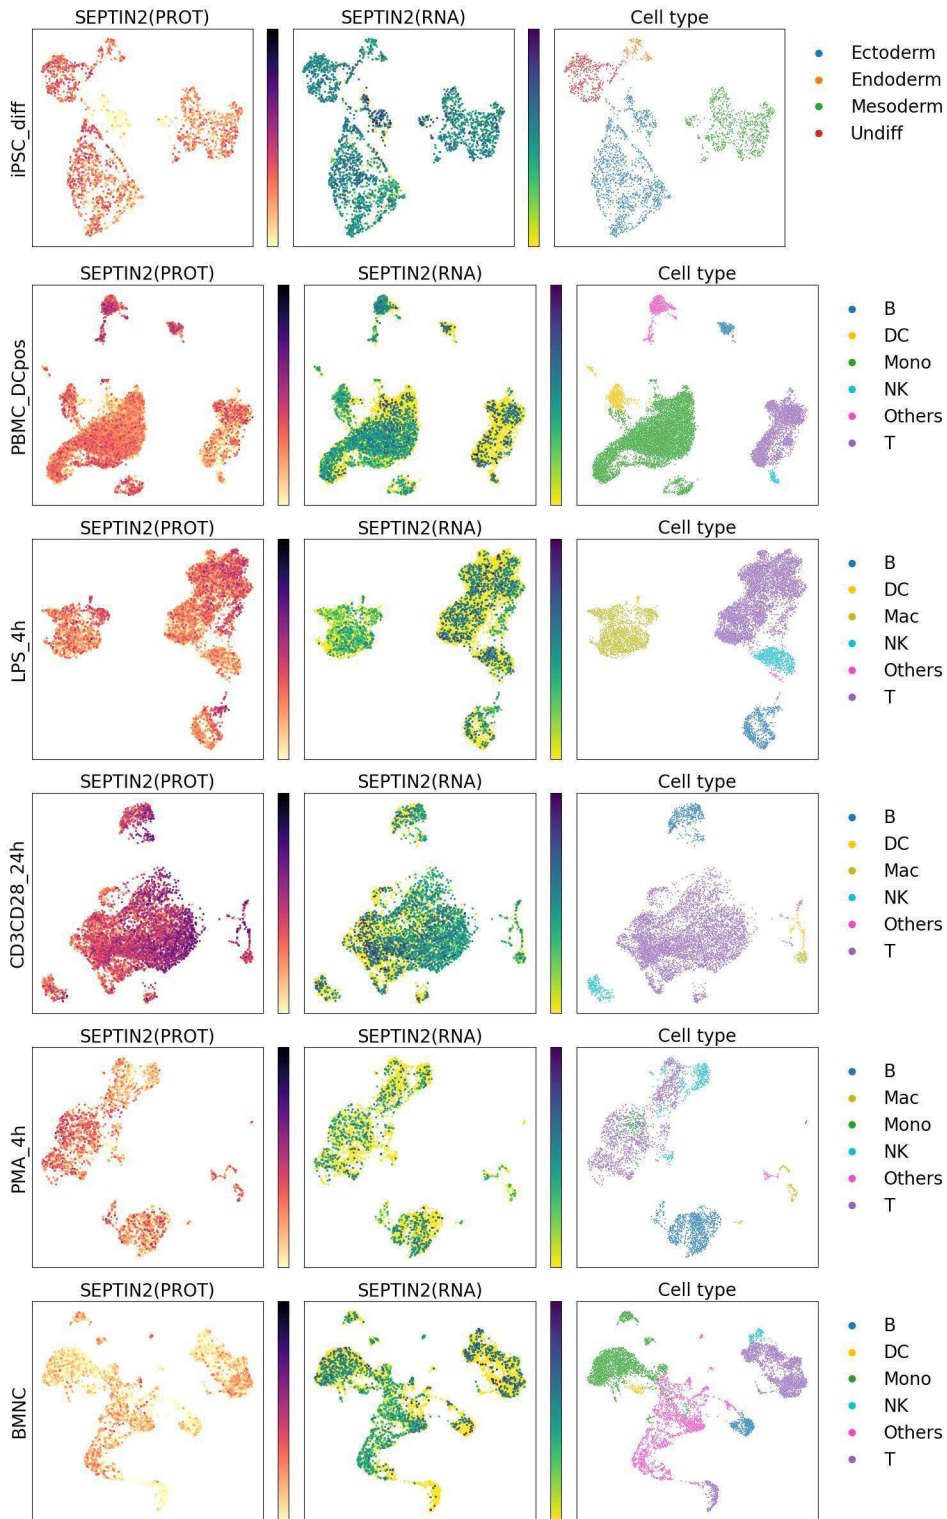 SEPTIN2(PROT) SEPTIN2(RNA) Cell type
iPSC_diff
Ectoderm
Endoderm
Mesoderm
Undiff
SEPTIN2(PROT) SEPTIN2(RNA) Cell type
PBMC_DCpos
B
DC
Mono
NK
Others
T
SEPTIN2(PROT) SEPTIN2(RNA) Cell type
LPS_4h
B
DC
Mac
NK
Others
T
SEPTIN2(PROT) SEPTIN2(RNA) Cell type
CD3CD28_24h
B
DC
Mac
NK
Others
T
SEPTIN2(PROT) SEPTIN2(RNA) Cell type
PMA_4h
B
Mac
Mono
NK
Others
T
SEPTIN2(PROT) SEPTIN2(RNA) Cell type
BMNC
B
DC
Mono
NK
Others
T